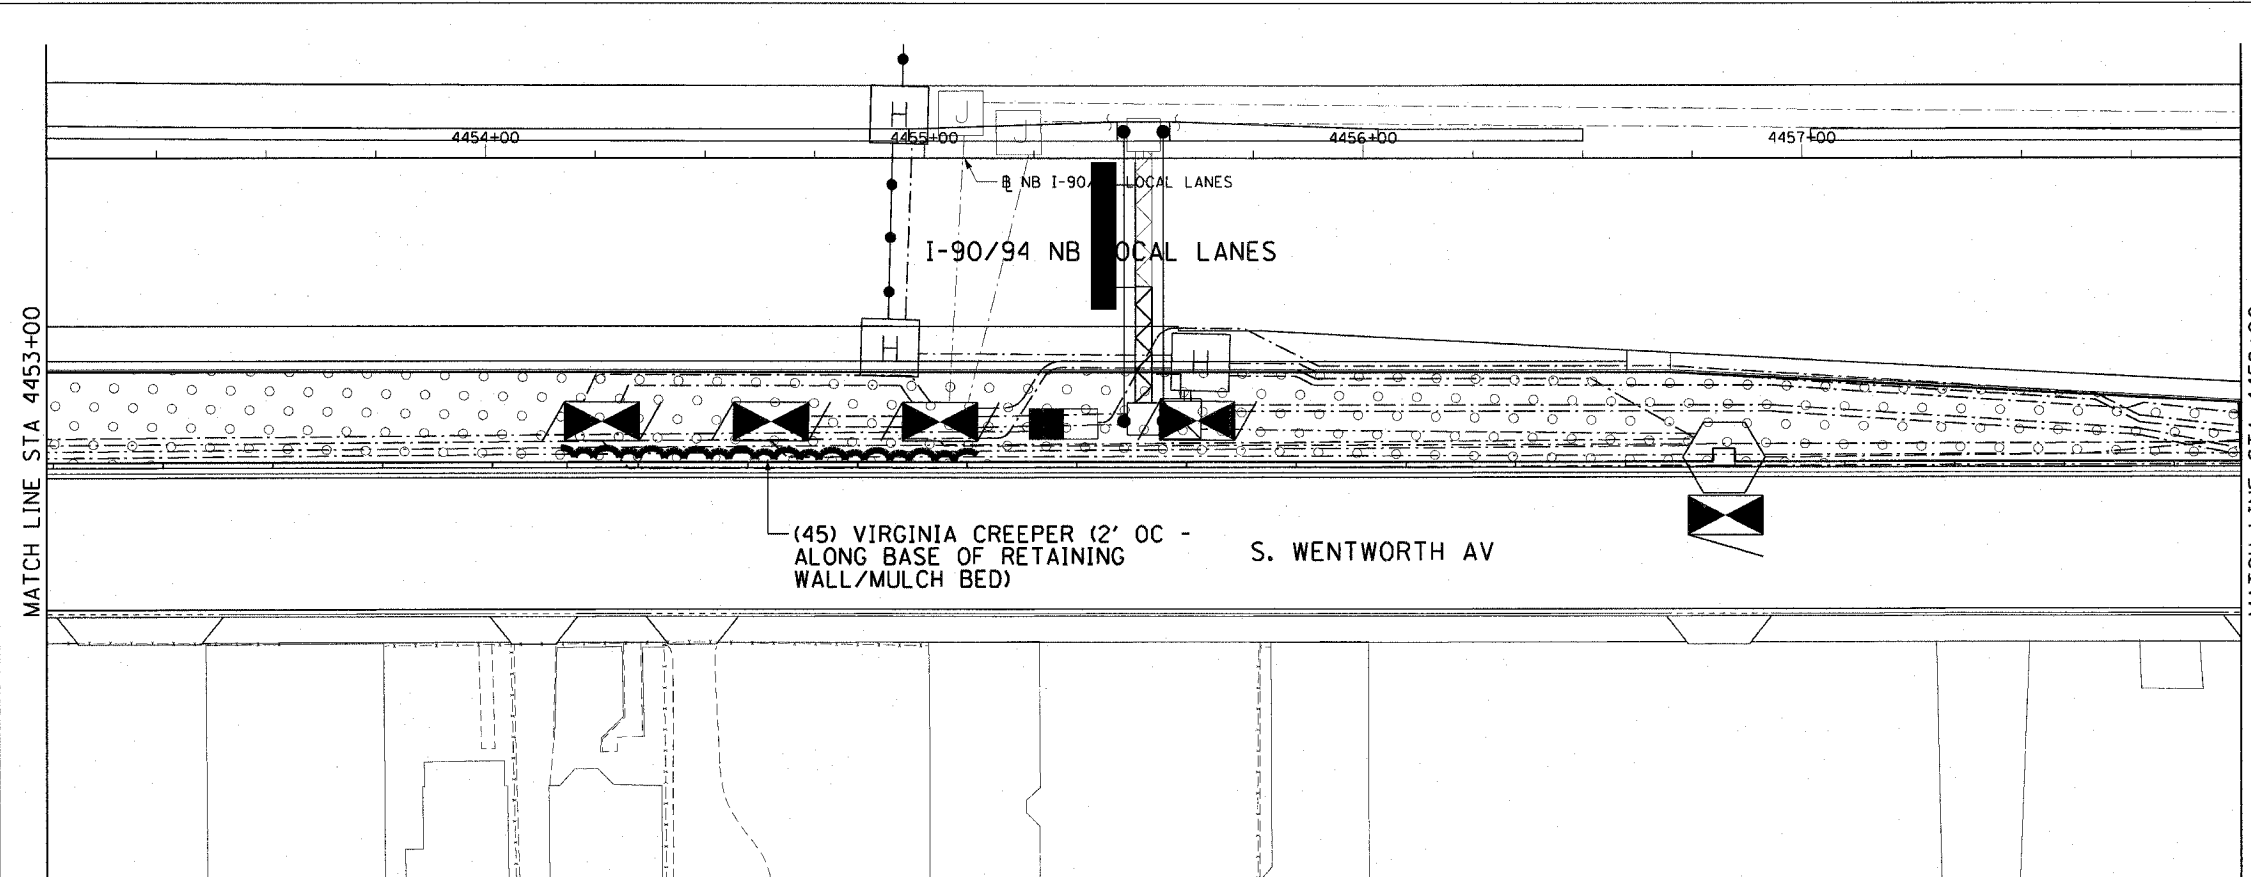 H
J
J
4454+00
4455+00
4456+00
4457+00
℄ NB I-90/ LOCAL LANES
I-90/94 NB LOCAL LANES
H
H
MATCH LINE STA 4453+00
(45) VIRGINIA CREEPER (2' OC -
ALONG BASE OF RETAINING
WALL/MULCH BED)
S. WENTWORTH AV